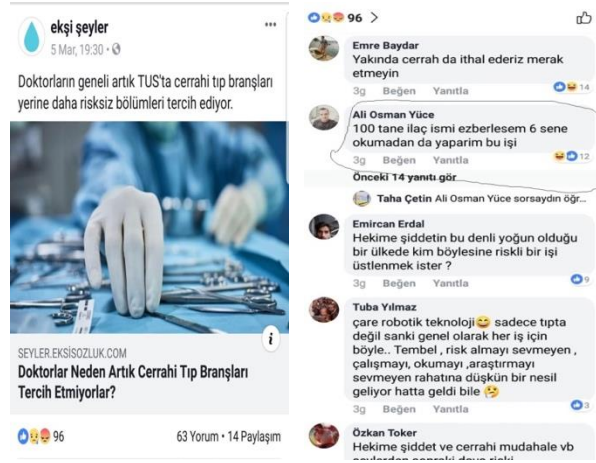 ekşi şeyler
5 Mar, 19:30
Doktorların geneli artık TUS'ta cerrahi tıp branşları
yerine daha risksiz bölümleri tercih ediyor.
SEYLER.EKSISOZLUK.COM
Doktorlar Neden Artık Cerrahi Tıp Branşları
Tercih Etmiyorlar?
96
63 Yorum • 14 Paylaşım
96
Emre Baydar
Yakında cerrah da ithal ederiz merak
etmeyin
3g Beğen Yanıtla
14
Ali Osman Yüce
100 tane ilaç ismi ezberlesem 6 sene
okumadan da yaparim bu işi
3g Beğen Yanıtla
12
Önceki 14 yanıtı gör
Taha Çetin Ali Osman Yüce sorsaydın öğr...
Emircan Erdal
Hekime şiddetin bu denli yoğun olduğu
bir ülkede kim böylesine riskli bir işi
üstlenmek ister ?
3g Beğen Yanıtla
9
Tuba Yılmaz
çare robotik teknoloji😅 sadece tıpta
değil sanki genel olarak her iş için
böyle.. Tembel , risk almayı sevmeyen ,
çalışmayı, okumayı ,araştırmayı
sevmeyen rahatına düşkün bir nesil
geliyor hatta geldi bile 🤔
3g Beğen Yanıtla
3
Özkan Toker
Hekime şiddet ve cerrahi mudahale vb